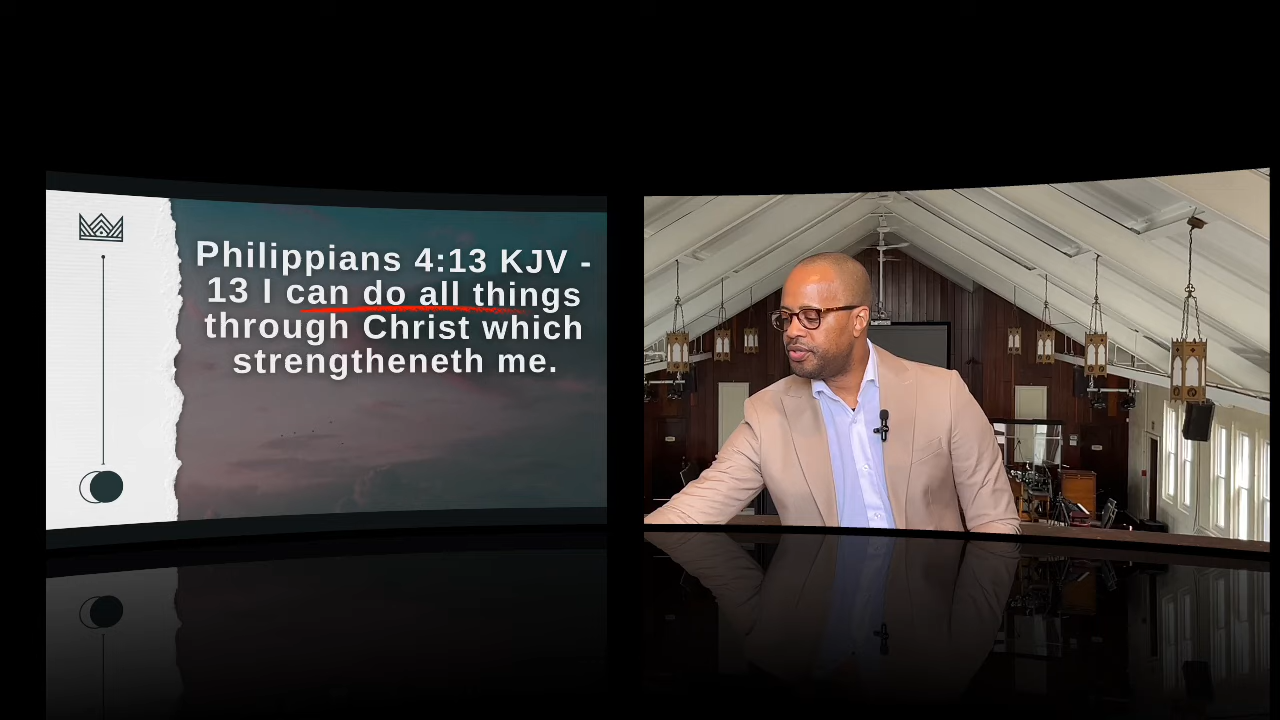 Philippians 4:13 KJV -
13 I can do all things
through Christ which
strengtheneth me.